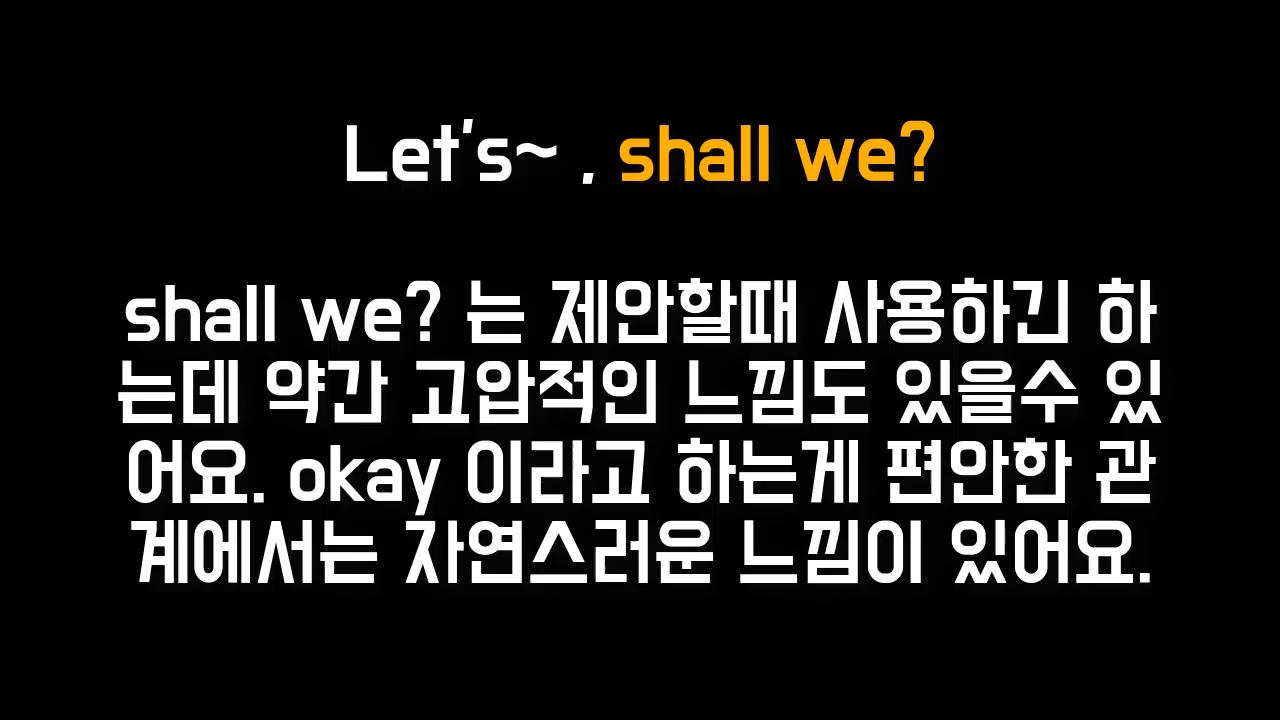 Let's~ , shall we?
shall we? 는 제안할때 사용하긴 하
는데 약간 고압적인 느낌도 있을수 있
어요. okay 이라고 하는게 편안한 관
계에서는 자연스러운 느낌이 있어요.